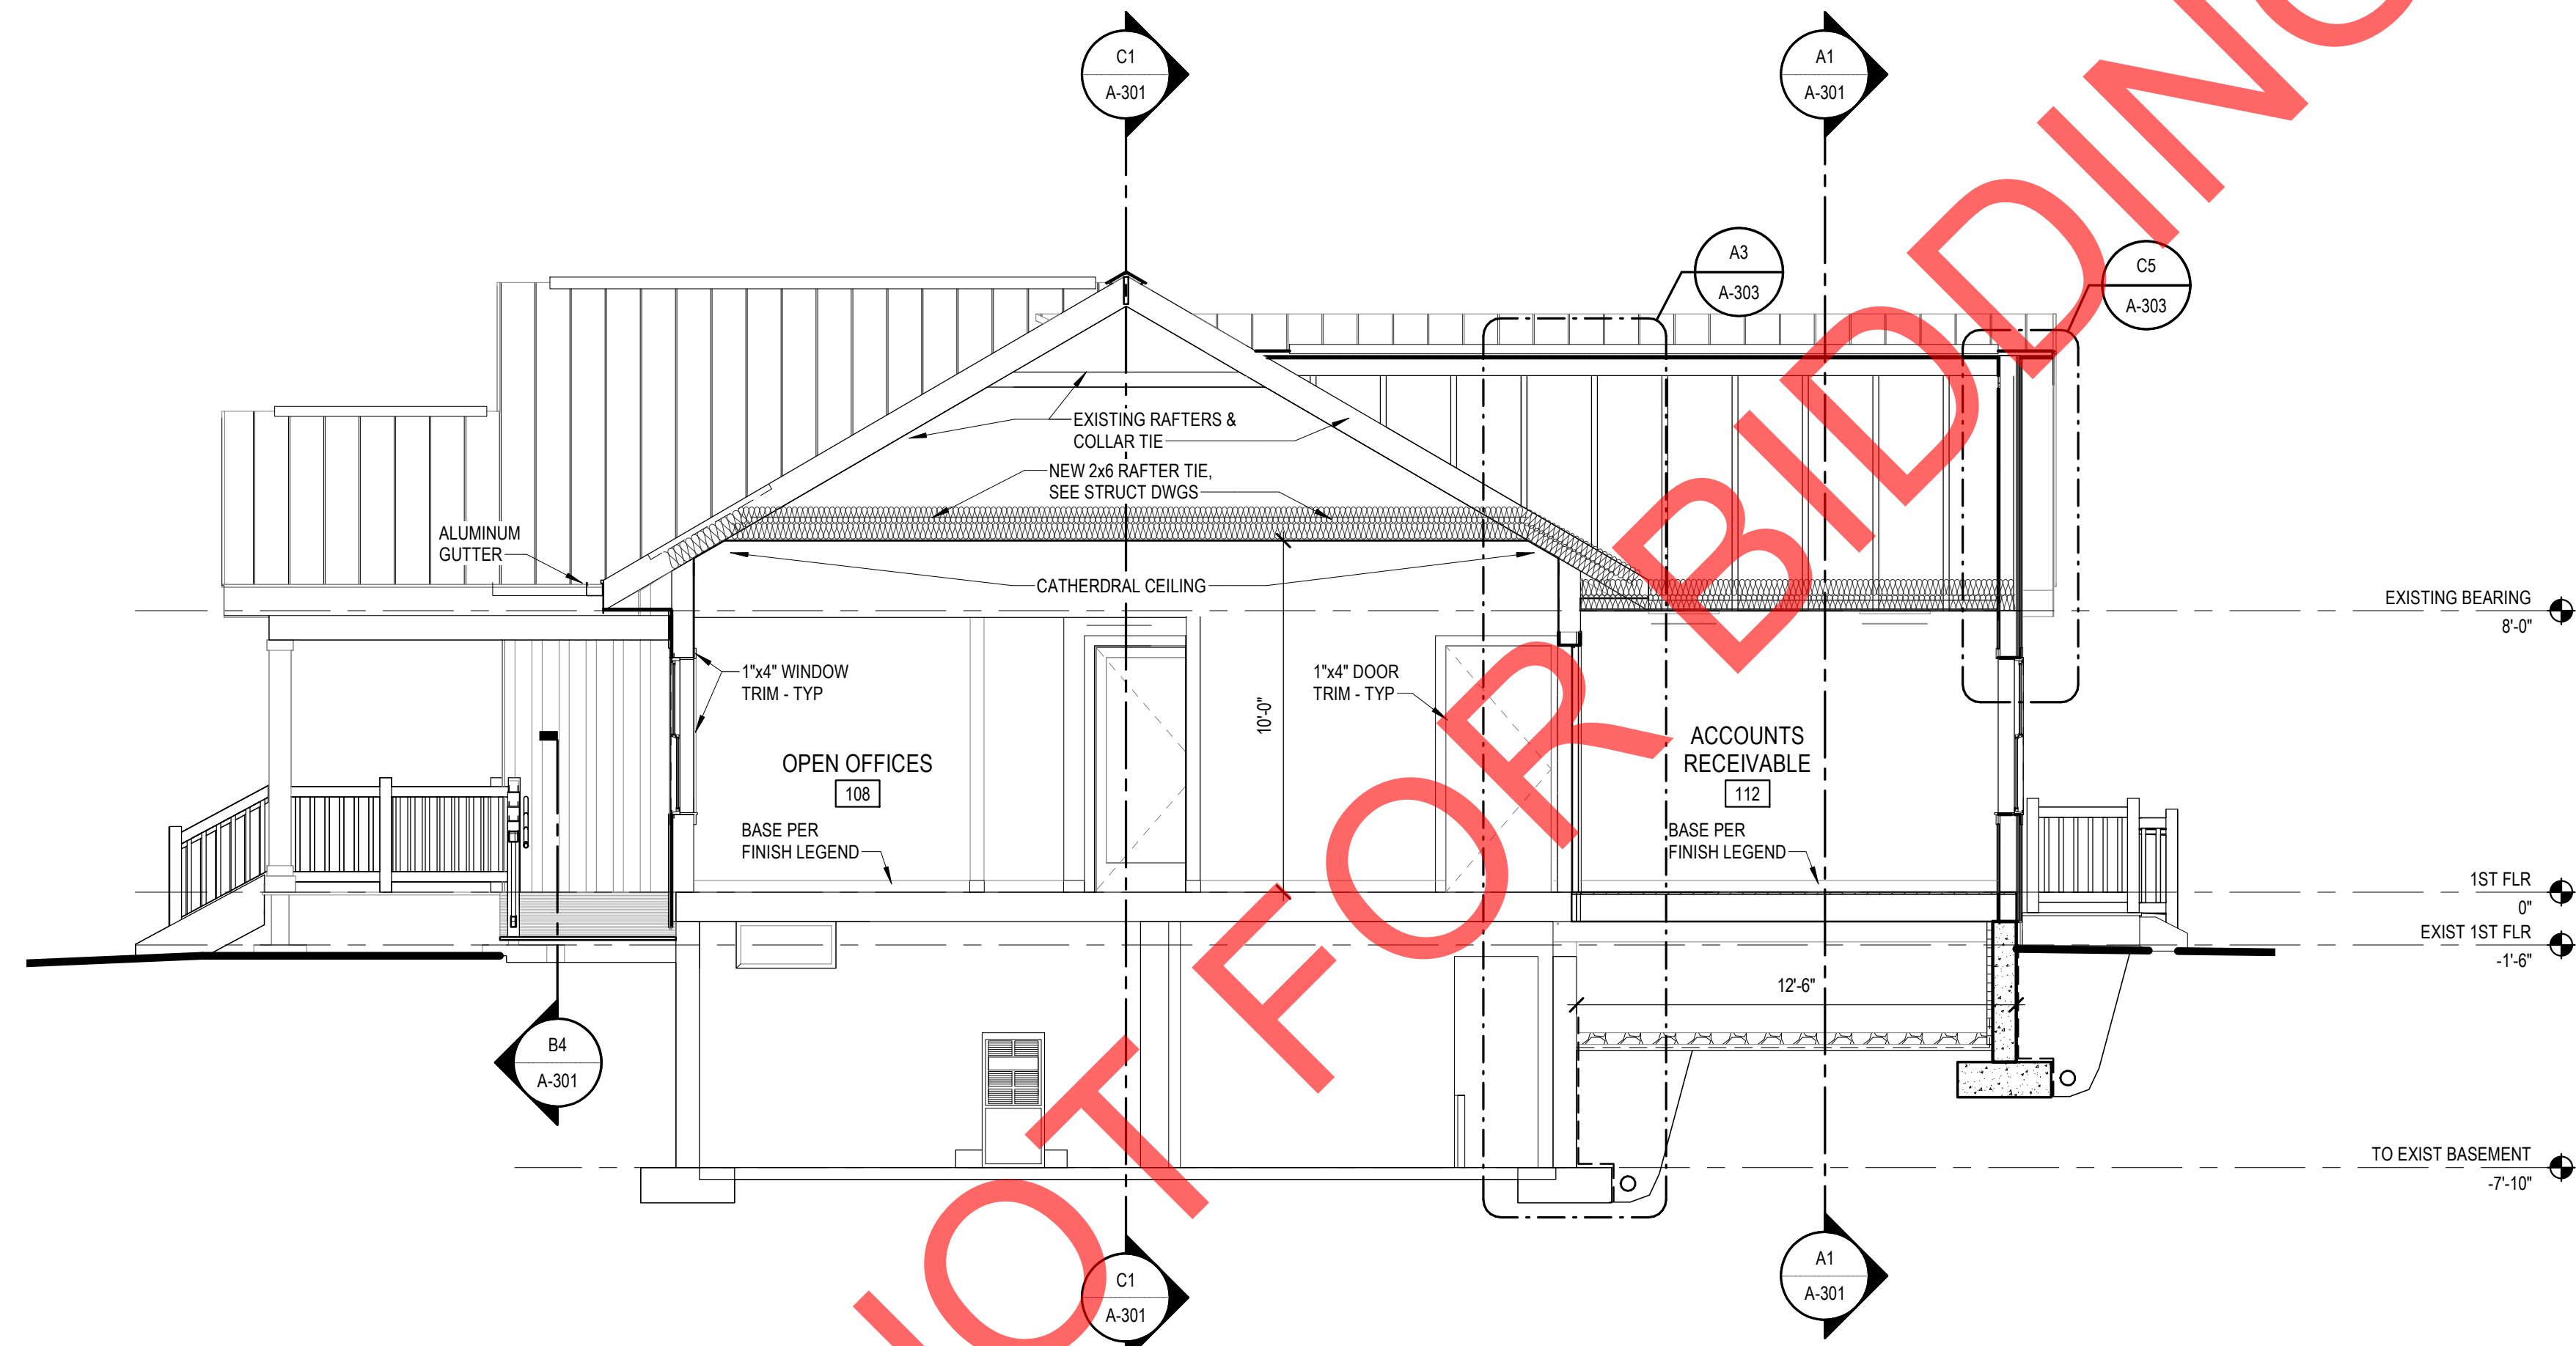 C1
A-301
A1
A-301
A3
A-303
C5
A-303
EXISTING RAFTERS &
COLLAR TIE
NEW 2x6 RAFTER TIE,
SEE STRUCT DWGS
ALUMINUM
GUTTER
CATHERDRAL CEILING
EXISTING BEARING
8'-0"
1"x4" WINDOW
TRIM - TYP
1"x4" DOOR
TRIM - TYP
10'-0"
OPEN OFFICES
108
ACCOUNTS
RECEIVABLE
112
BASE PER
FINISH LEGEND
BASE PER
FINISH LEGEND
1ST FLR
0"
EXIST 1ST FLR
-1'-6"
12'-6"
B4
A-301
TO EXIST BASEMENT
-7'-10"
C1
A-301
A1
A-301
NOT FOR BIDDING